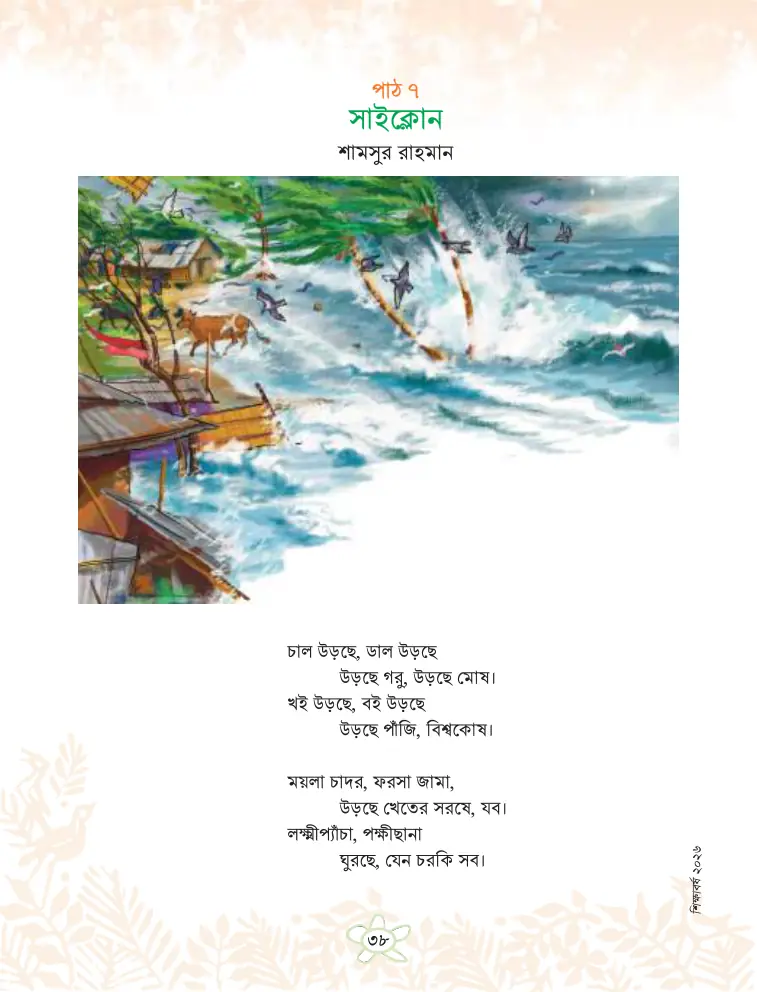 পাঠ ৭
সাইক্লোন
শামসুর রাহমান
চাল উড়ছে, ডাল উড়ছে
উড়ছে গরু, উড়ছে মোষ।
খই উড়ছে, বই উড়ছে
উড়ছে পাঁজি, বিশ্বকোষ।
ময়লা চাদর, ফরসা জামা,
উড়ছে খেতের সরষে, যব।
লক্ষ্মীপ্যাঁচা, পক্ষীছানা
ঘুরছে, যেন চরকি সব।
শিক্ষাবর্ষ ২০২৬
৩৮